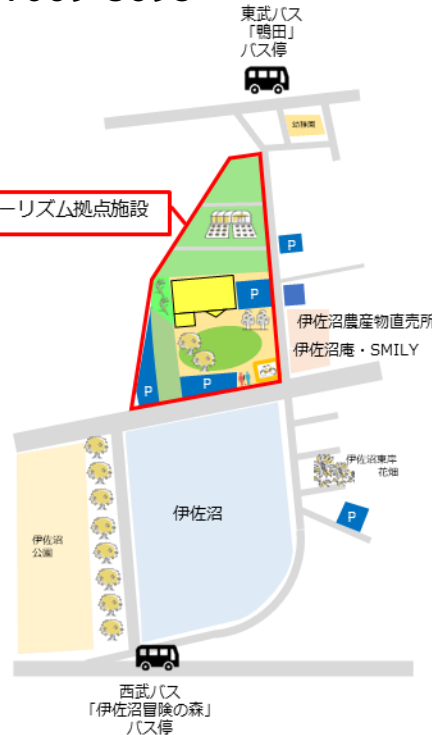 東武バス
「鴨田」
バス停
幼稚園
ーリズム拠点施設
P
P
伊佐沼農産物直売所
伊佐沼庵・SMILY
P
P
伊佐沼東岸
花畑
P
伊佐沼
伊佐沼
公園
西武バス
「伊佐沼冒険の森」
バス停